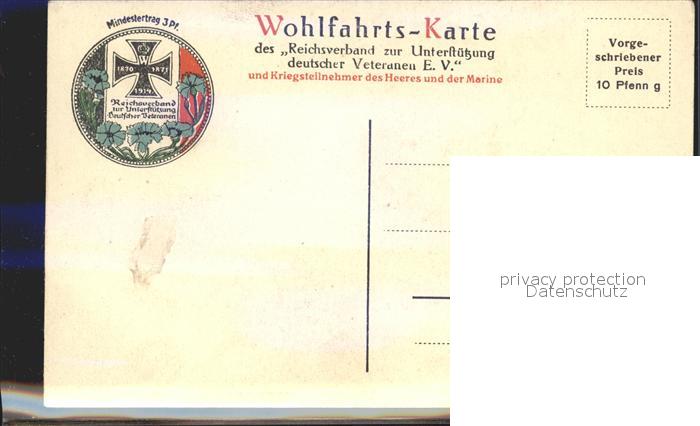 Mindestertrag 3 Pf.
W
1870 1871
1914
Reichsverband
zur Unterstützung
Deutscher Veteranen
Wohlfahrts-Karte
des „Reichsverband zur Unterstützung
deutscher Veteranen E. V."
und Kriegsteilnehmer des Heeres und der Marine
Vorge-
schriebener
Preis
10 Pfenn g
privacy protection
Datenschutz